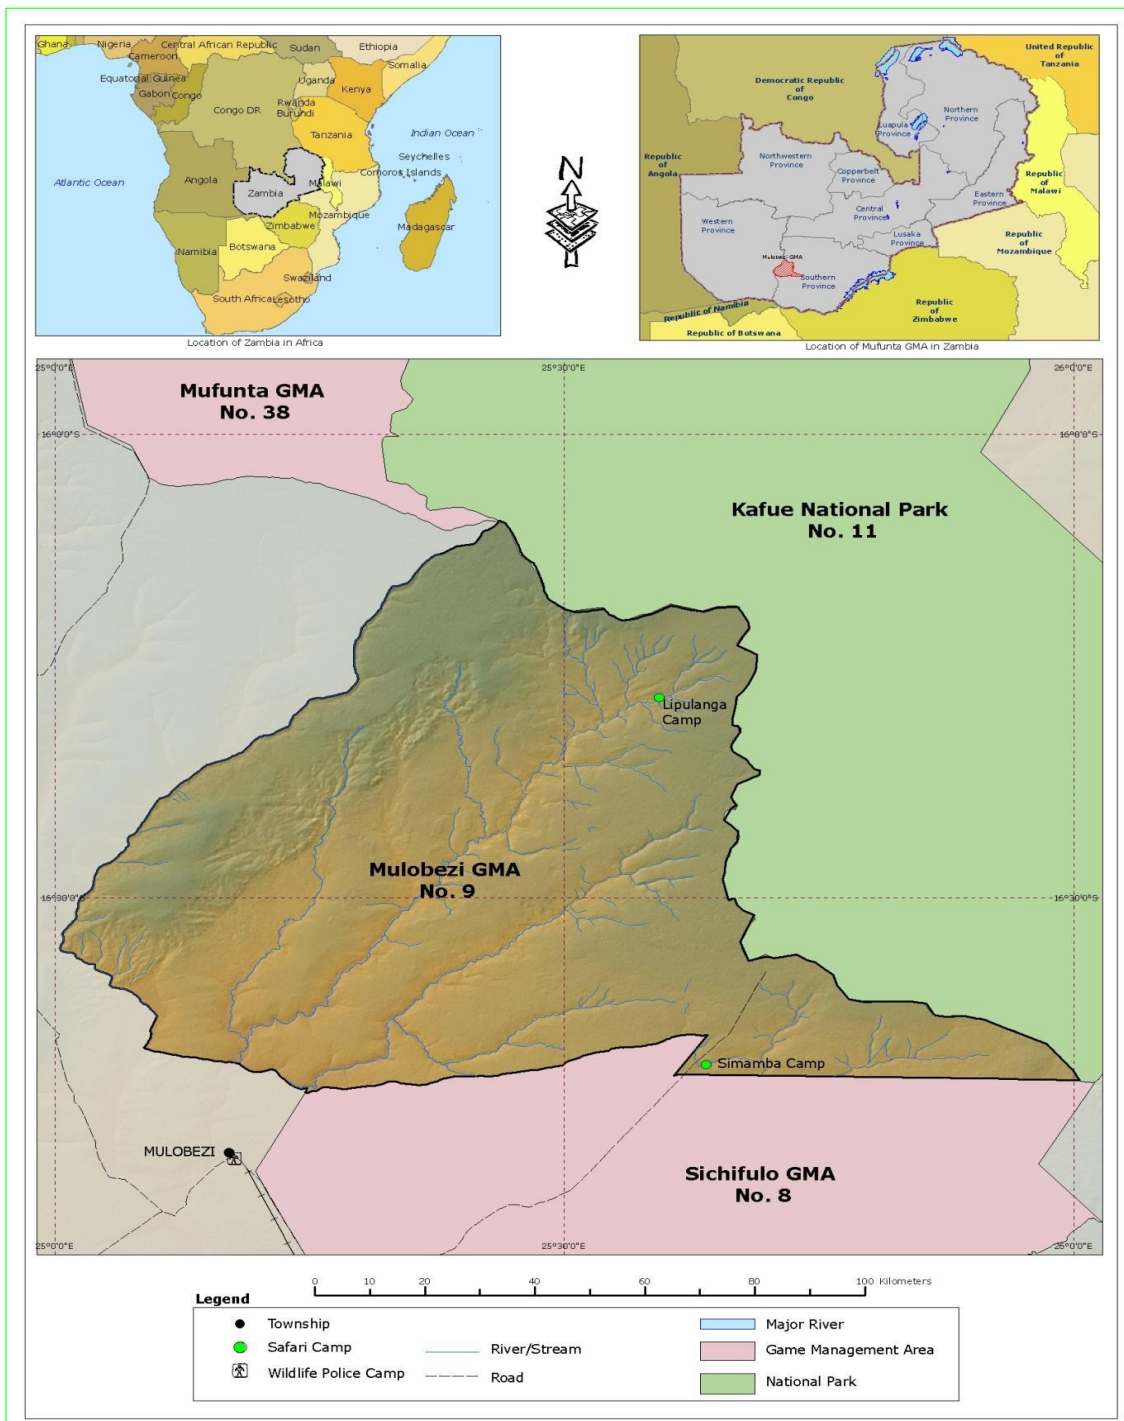 Ghana
Nigeria
Central African Republic
Sudan
Ethiopia
Cameroon
Somalia
Equatorial Guinea
Uganda
Gabon
Congo
Kenya
Congo DR
Rwanda
Burundi
Tanzania
Indian Ocean
Seychelles
Atlantic Ocean
Angola
Comoros Islands
Zambia
Malawi
Mozambique
Zimbabwe
Madagascar
Namibia
Botswana
Swaziland
South Africa
Lesotho
Location of Zambia in Africa
N
United Republic
of
Tanzania
Democratic Republic
of
Congo
Northern
Province
Luapula
Province
Northwestern
Province
Republic
of
Angola
Copperbelt
Province
Republic
of
Malawi
Eastern
Province
Central
Province
Western
Province
Lusaka
Province
Republic
of
Mozambique
Mulobezi GMA
Southern
Province
Republic of Namibia
Republic
of
Zimbabwe
Republic of Botswana
Location of Mufunta GMA in Zambia
25°0'0"E
25°30'0"E
26°0'0"E
Mufunta GMA
No. 38
16°0'0"S
16°0'0"S
Kafue National Park
No. 11
Lipulanga
Camp
Mulobezi GMA
No. 9
16°30'0"S
16°30'0"S
Simamba Camp
MULOBEZI
Sichifulo GMA
No. 8
25°0'0"E
25°30'0"E
26°0'0"E
0 10 20 40 60 80 100 Kilometers
Legend
Township
Safari Camp
Wildlife Police Camp
River/Stream
Road
Major River
Game Management Area
National Park